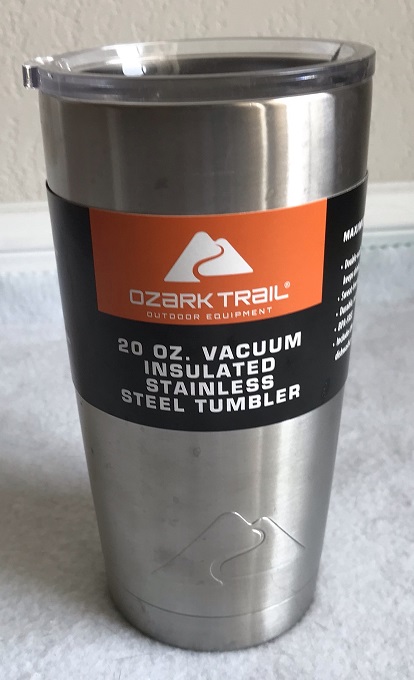 OZARK TRAIL®
OUTDOOR EQUIPMENT
20 OZ. VACUUM
INSULATED
STAINLESS
STEEL TUMBLER